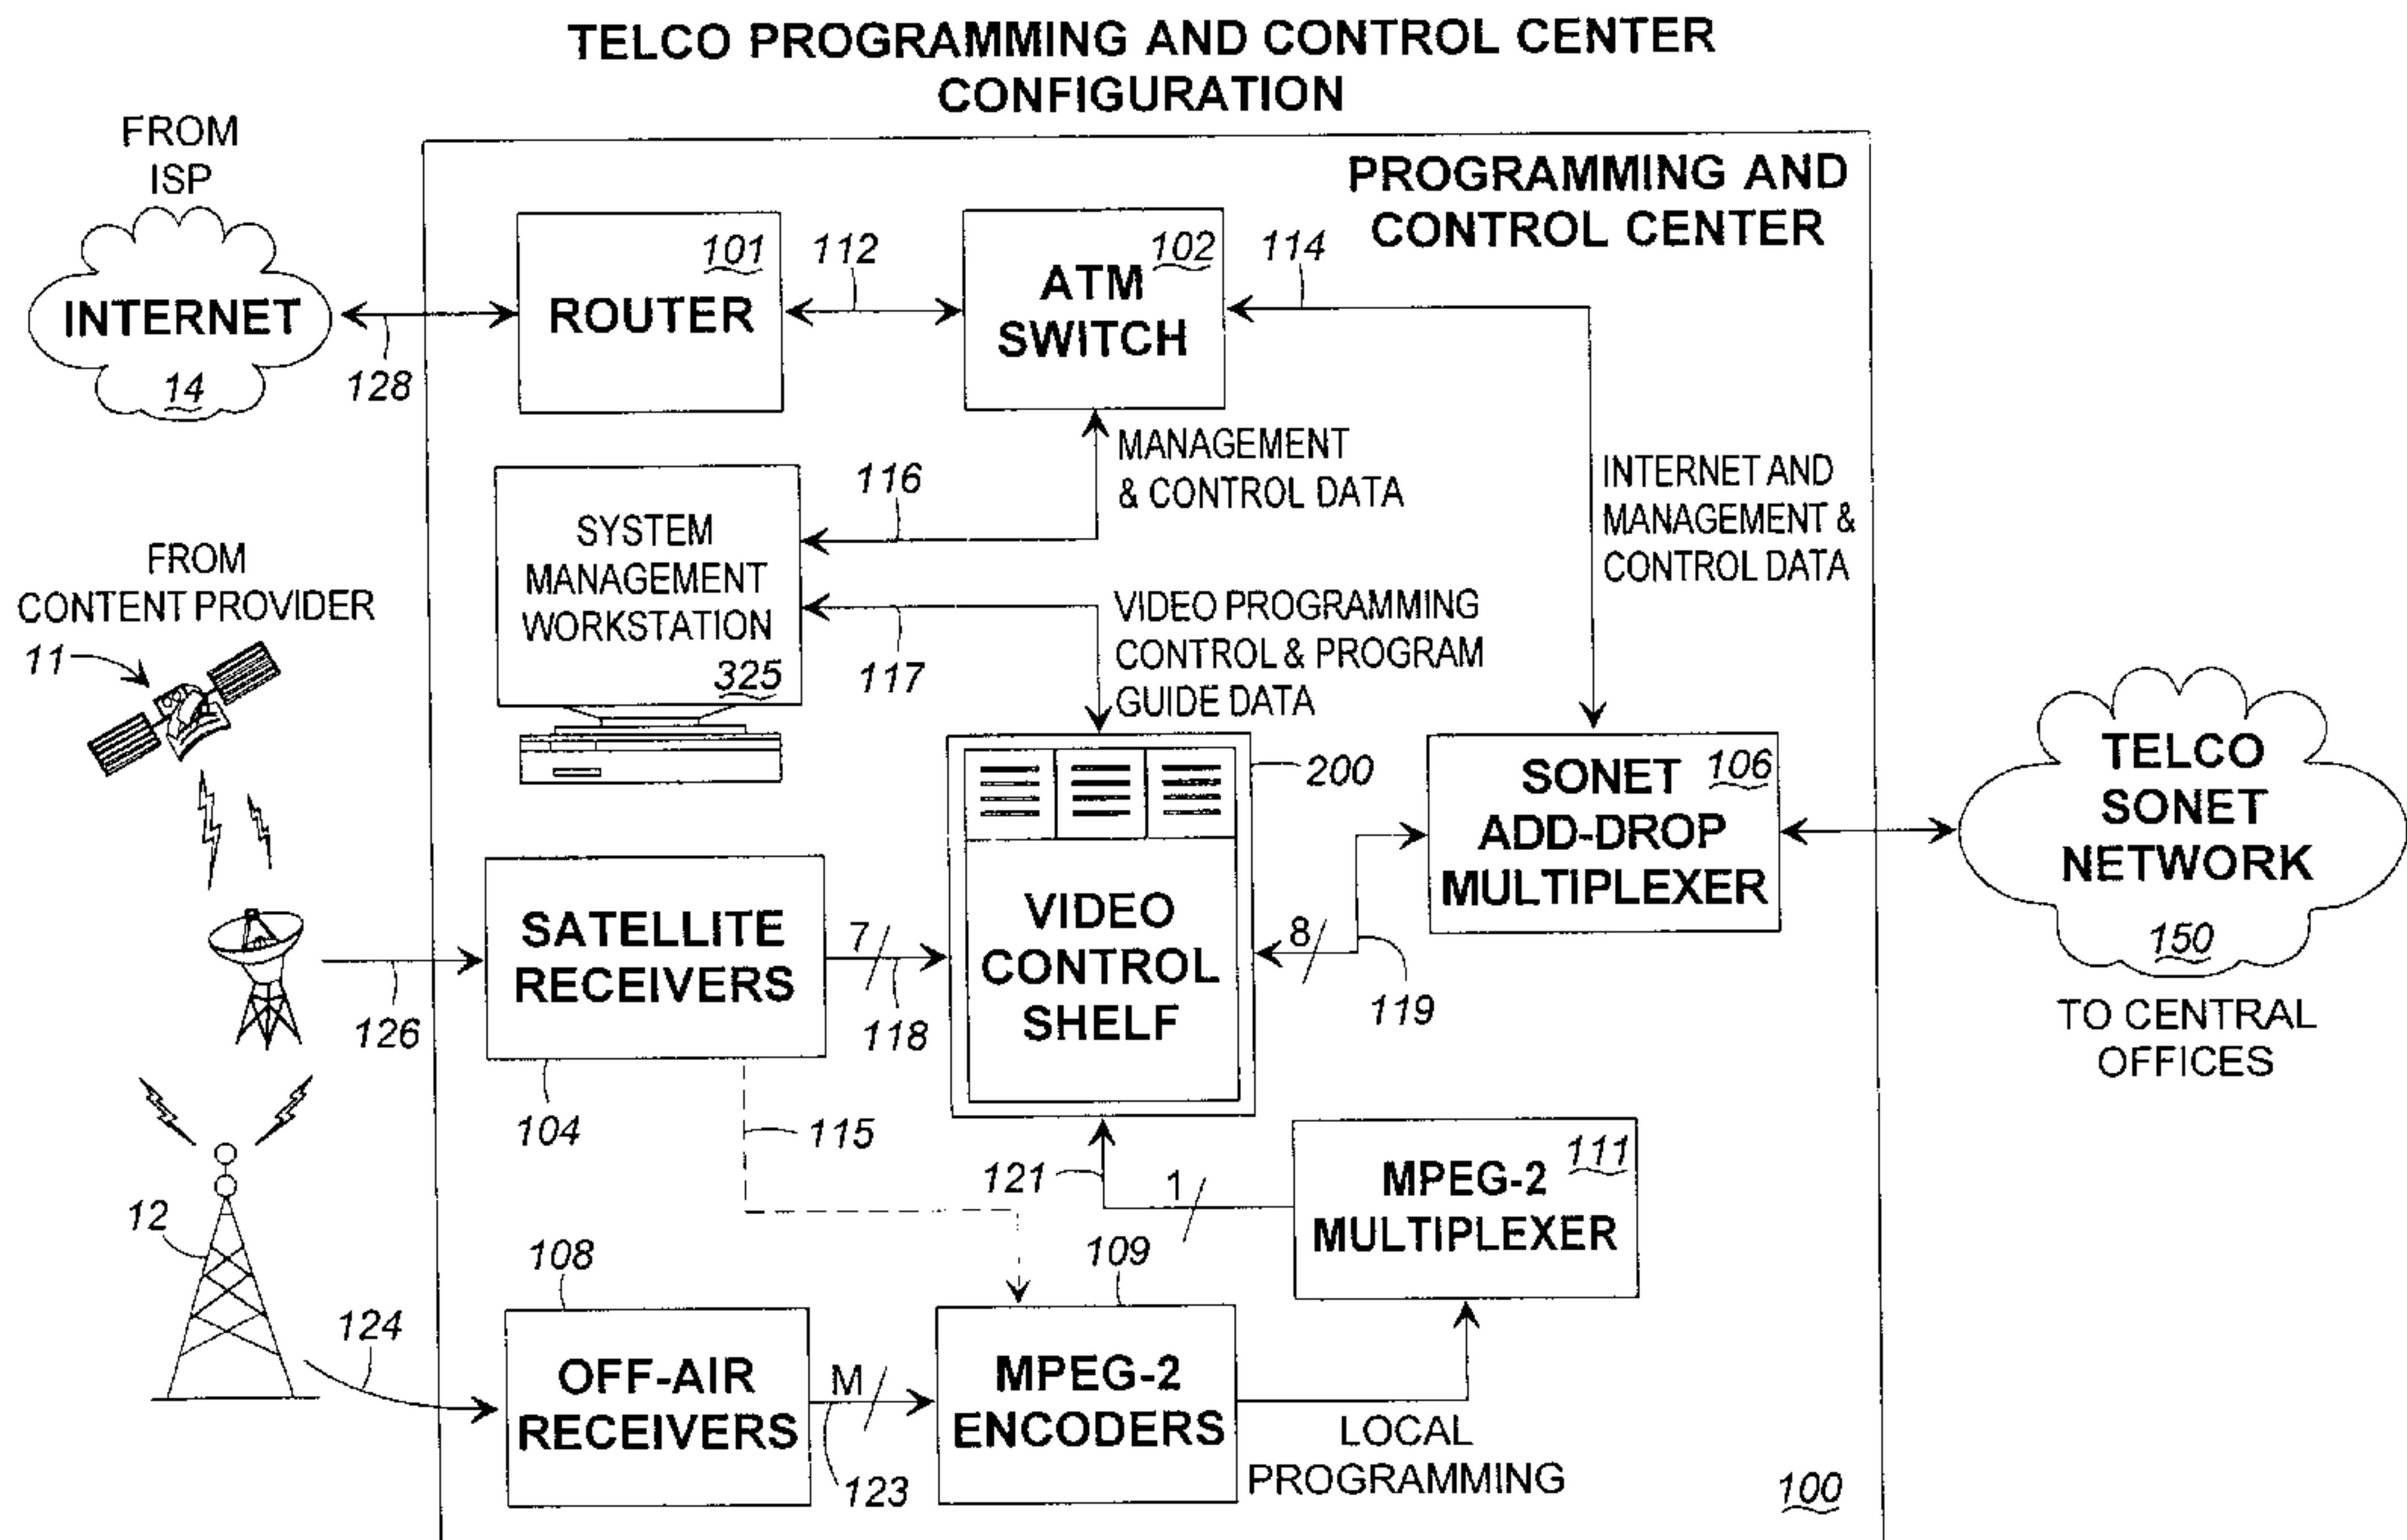 TELCO PROGRAMMING AND CONTROL CENTER
CONFIGURATION
FROM
ISP
INTERNET
14
128
PROGRAMMING AND
CONTROL CENTER
101
ROUTER
112
102
ATM
SWITCH
114
MANAGEMENT
& CONTROL DATA
116
INTERNET AND
MANAGEMENT &
CONTROL DATA
SYSTEM
MANAGEMENT
WORKSTATION
325
117
VIDEO PROGRAMMING
CONTROL & PROGRAM
GUIDE DATA
FROM
CONTENT PROVIDER
11
200
SONET
106
ADD-DROP
MULTIPLEXER
TELCO
SONET
NETWORK
150
TO CENTRAL
OFFICES
SATELLITE
RECEIVERS
104
126
7
118
VIDEO
CONTROL
SHELF
8
119
115
121
1
111
MPEG-2
MULTIPLEXER
12
124
108
OFF-AIR
RECEIVERS
M
123
109
MPEG-2
ENCODERS
LOCAL
PROGRAMMING
100